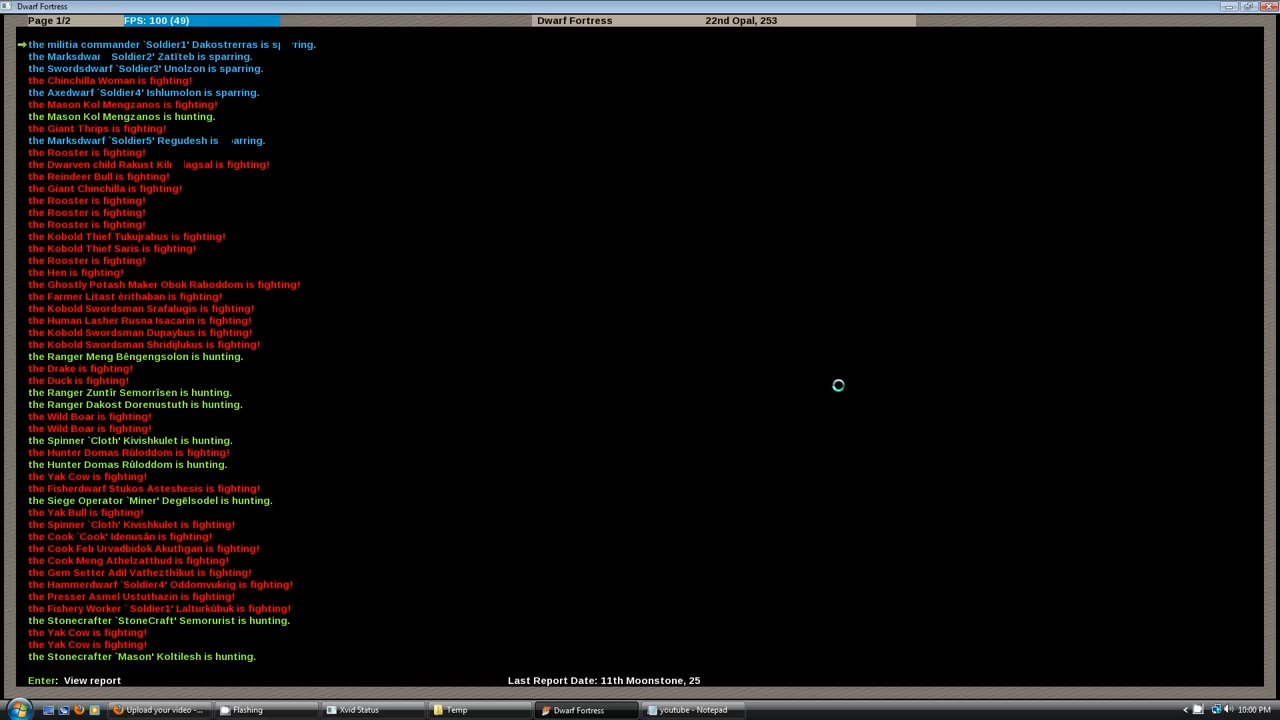 Dwarf Fortress
Page 1/2 FPS: 100 (49) Dwarf Fortress 22nd Opal, 253
the militia commander `Soldier1' Dakostrerras is sp ring.
the Marksdwar Soldier2' Zatïteb is sparring.
the Swordsdwarf `Soldier3' Unolzon is sparring.
the Chinchilla Woman is fighting!
the Axedwarf `Soldier4' Ishlumolon is sparring.
the Mason Kol Mengzanos is fighting!
the Mason Kol Mengzanos is hunting.
the Giant Thrips is fighting!
the Marksdwarf `Soldier5' Regudesh is arring.
the Rooster is fighting!
the Dwarven child Rakust Kilr lagsal is fighting!
the Reindeer Bull is fighting!
the Giant Chinchilla is fighting!
the Rooster is fighting!
the Rooster is fighting!
the Rooster is fighting!
the Kobold Thief Tukujrabus is fighting!
the Kobold Thief Saris is fighting!
the Rooster is fighting!
the Hen is fighting!
the Ghostly Potash Maker Obok Raboddom is fighting!
the Farmer Litast èrithaban is fighting!
the Kobold Swordsman Srafalugis is fighting!
the Human Lasher Rusna Isacarin is fighting!
the Kobold Swordsman Dupaybus is fighting!
the Kobold Swordsman Shridijlukus is fighting!
the Ranger Meng Bêngengsolon is hunting.
the Drake is fighting!
the Duck is fighting!
the Ranger Zuntîr Semorrîsen is hunting.
the Ranger Dakost Dorenustuth is hunting.
the Wild Boar is fighting!
the Wild Boar is fighting!
the Spinner `Cloth' Kivishkulet is hunting.
the Hunter Domas Rûloddom is fighting!
the Hunter Domas Rûloddom is hunting.
the Yak Cow is fighting!
the Fisherdwarf Stukos Asteshesis is fighting!
the Siege Operator `Miner' Degëlsodel is hunting.
the Yak Bull is fighting!
the Spinner `Cloth' Kivishkulet is fighting!
the Cook `Cook' Idenusân is fighting!
the Cook Feb Urvadbidok Akuthgan is fighting!
the Cook Meng Athelzatthud is fighting!
the Gem Setter Adil Vathezthîkut is fighting!
the Hammerdwarf `Soldier4' Oddomvukrig is fighting!
the Presser Asmel Ustuthazin is fighting!
the Fishery Worker ` Soldier1' Lalturkûbuk is fighting!
the Stonecrafter `StoneCraft' Semorurist is hunting.
the Yak Cow is fighting!
the Yak Cow is fighting!
the Stonecrafter `Mason' Koltilesh is hunting.
Enter: View report Last Report Date: 11th Moonstone, 25
Upload your video -... Flashing Xvid Status Temp Dwarf Fortress youtube - Notepad 10:00 PM